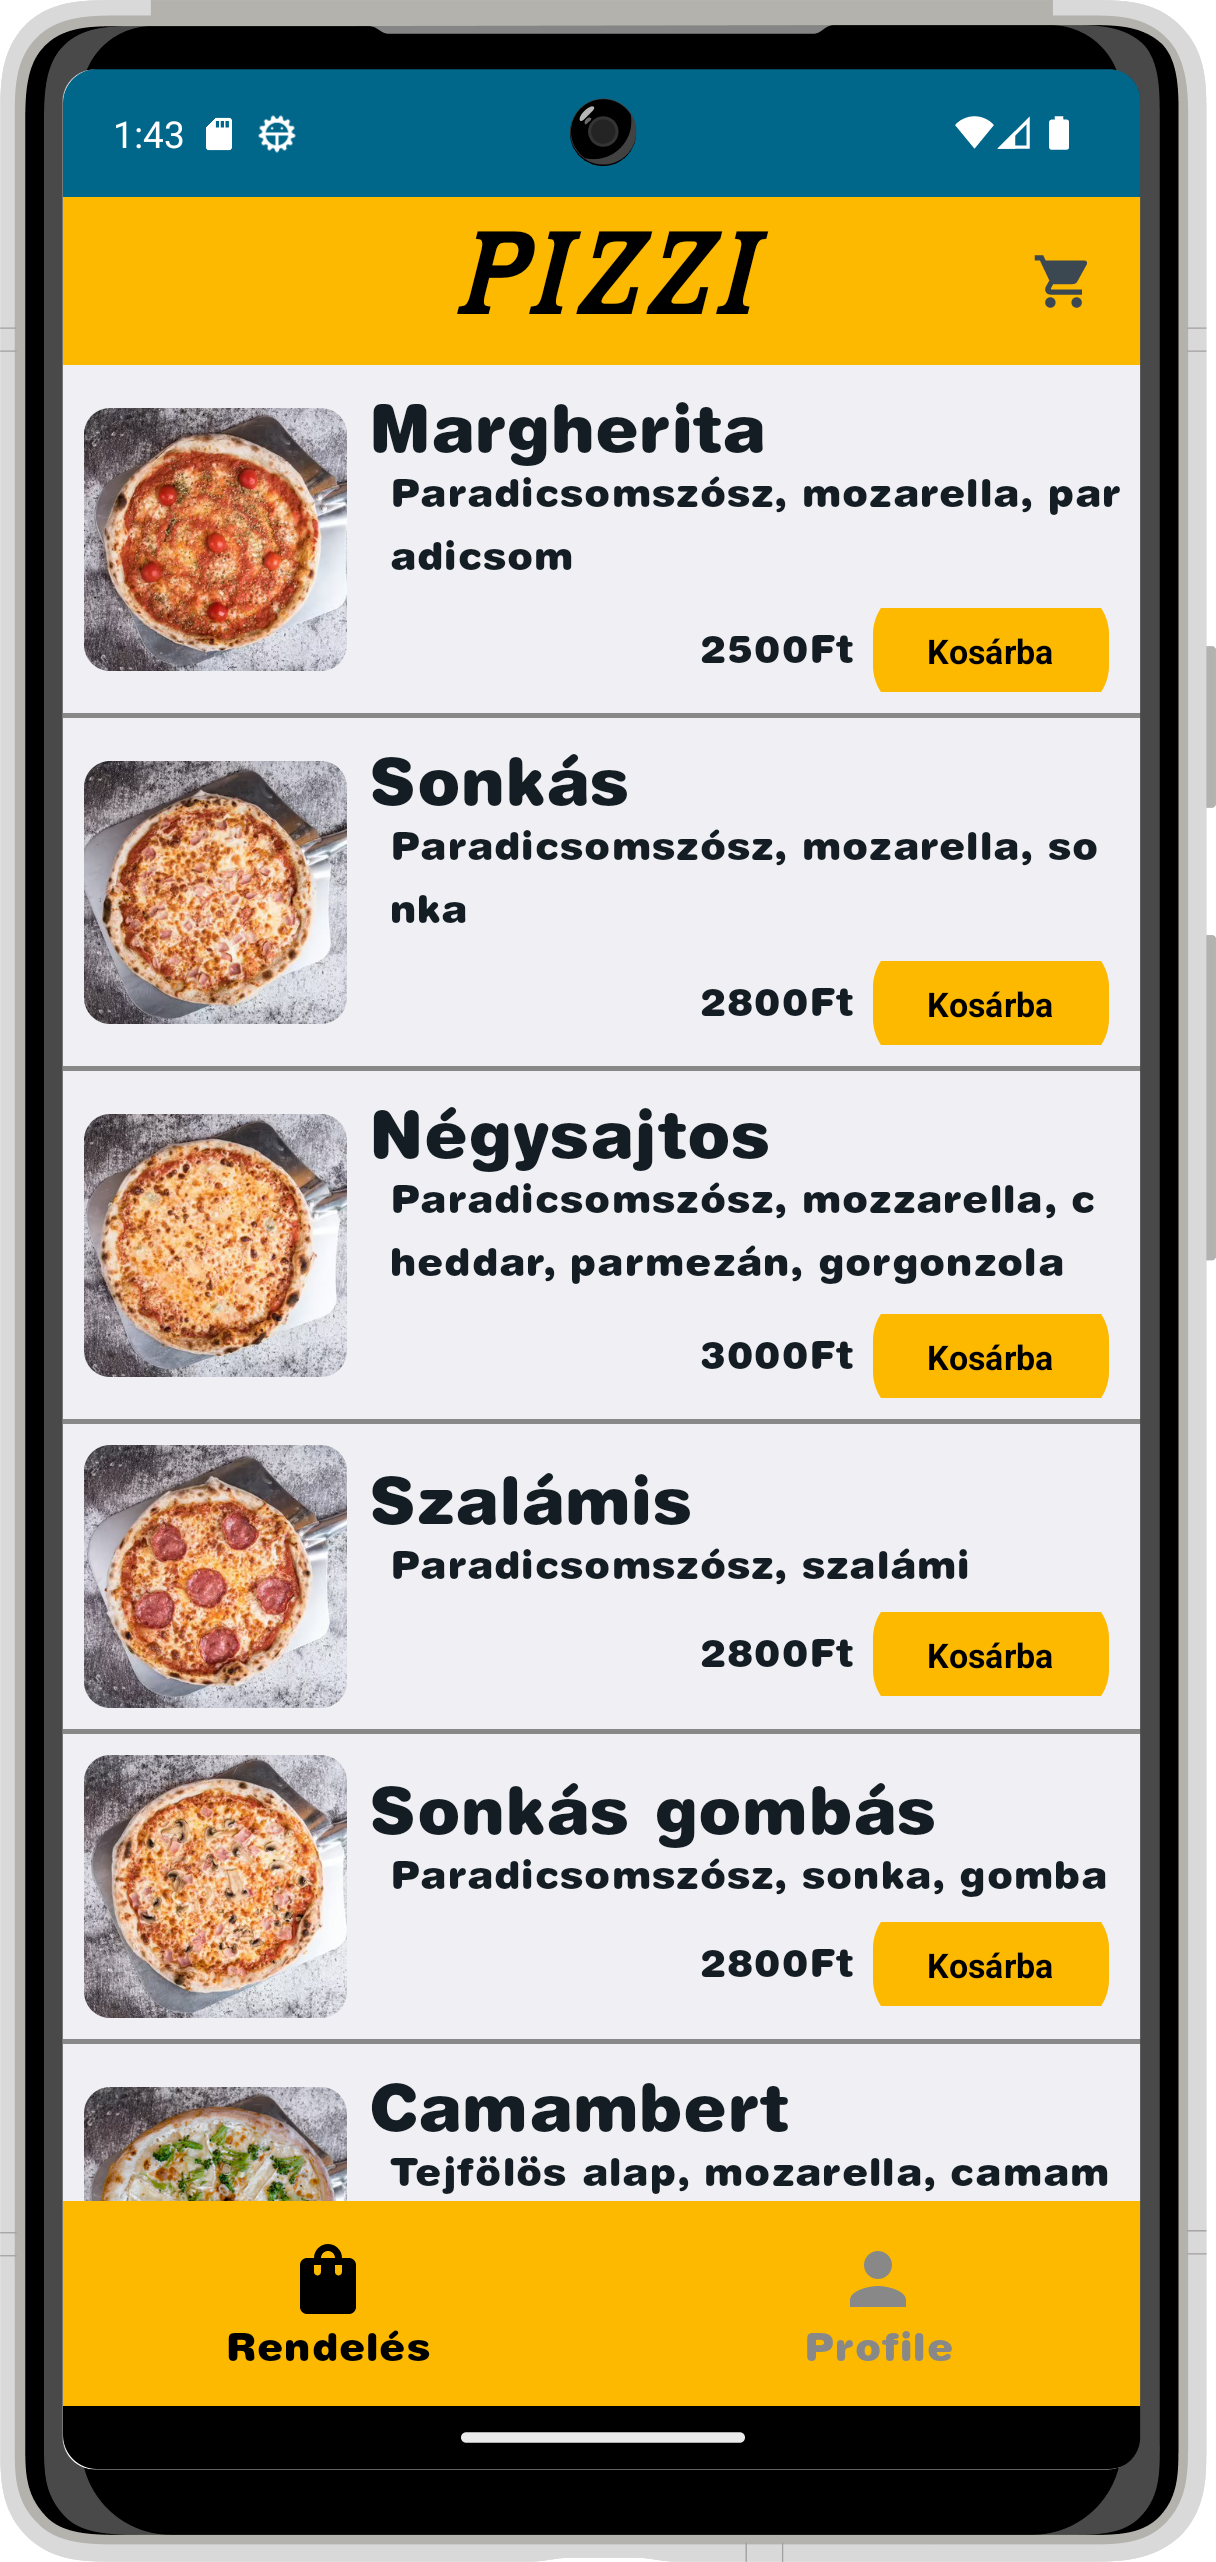 1:43
PIZZI
Margherita
Paradicsomszósz, mozarella, par
adicsom
2500Ft Kosárba
Sonkás
Paradicsomszósz, mozarella, so
nka
2800Ft Kosárba
Négysajtos
Paradicsomszósz, mozzarella, c
heddar, parmezán, gorgonzola
3000Ft Kosárba
Szalámis
Paradicsomszósz, szalámi
2800Ft Kosárba
Sonkás gombás
Paradicsomszósz, sonka, gomba
2800Ft Kosárba
Camambert
Tejfölös alap, mozarella, camam
Rendelés Profile